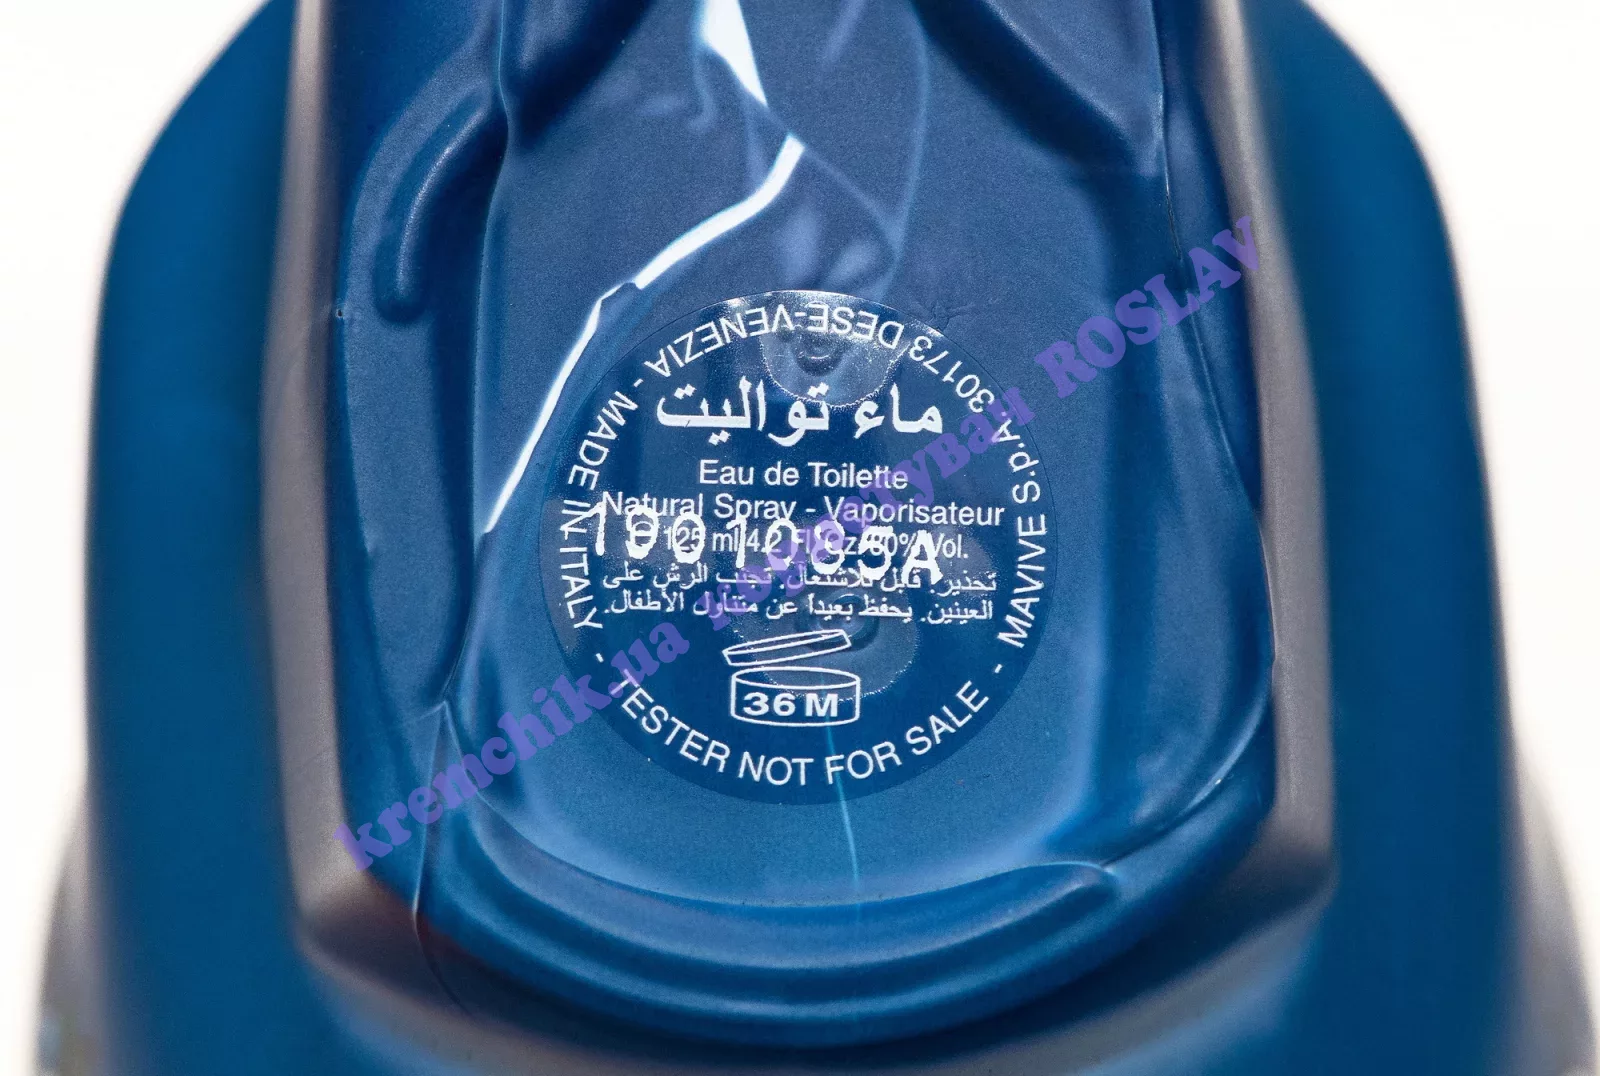 MAVIVE S.p.A. 30173 DESE-VENEZIA - MADE IN ITALY - TESTER NOT FOR SALE -
ماء تواليت
Eau de Toilette
Natural Spray - Vaporisateur
125 ml/4.2 Fl. Oz./80% Vol.
تحذير. قابل للاشتعال. تجنب الرش على
العينين. يحفظ بعيداً عن متناول الأطفال.
36 M
kremchik.ua ROSLAV